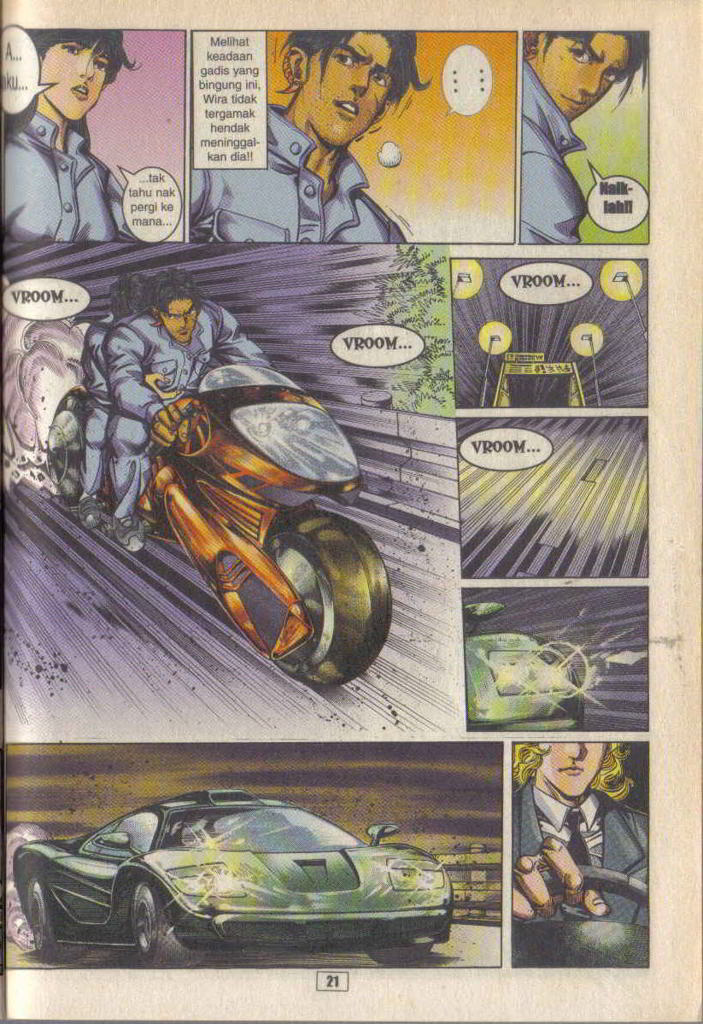 A...
...tak
tahu nak
pergi ke
mana...
Melihat
keadaan
gadis yang
bingung ini,
Wira tidak
tergamak
hendak
meninggal-
kan dia!!
Naik-
lah!!
VROOM...
VROOM...
VROOM...
VROOM...
21